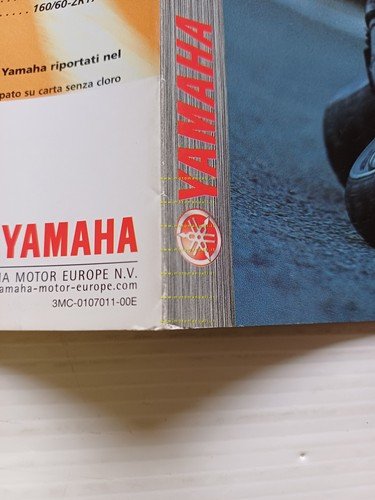 160/60-ZR17
Yamaha riportati nel
pato su carta senza cloro
YAMAHA
HA MOTOR EUROPE N.V.
amaha-motor-europe.com
3MC-0107011-00E
YAMAHA